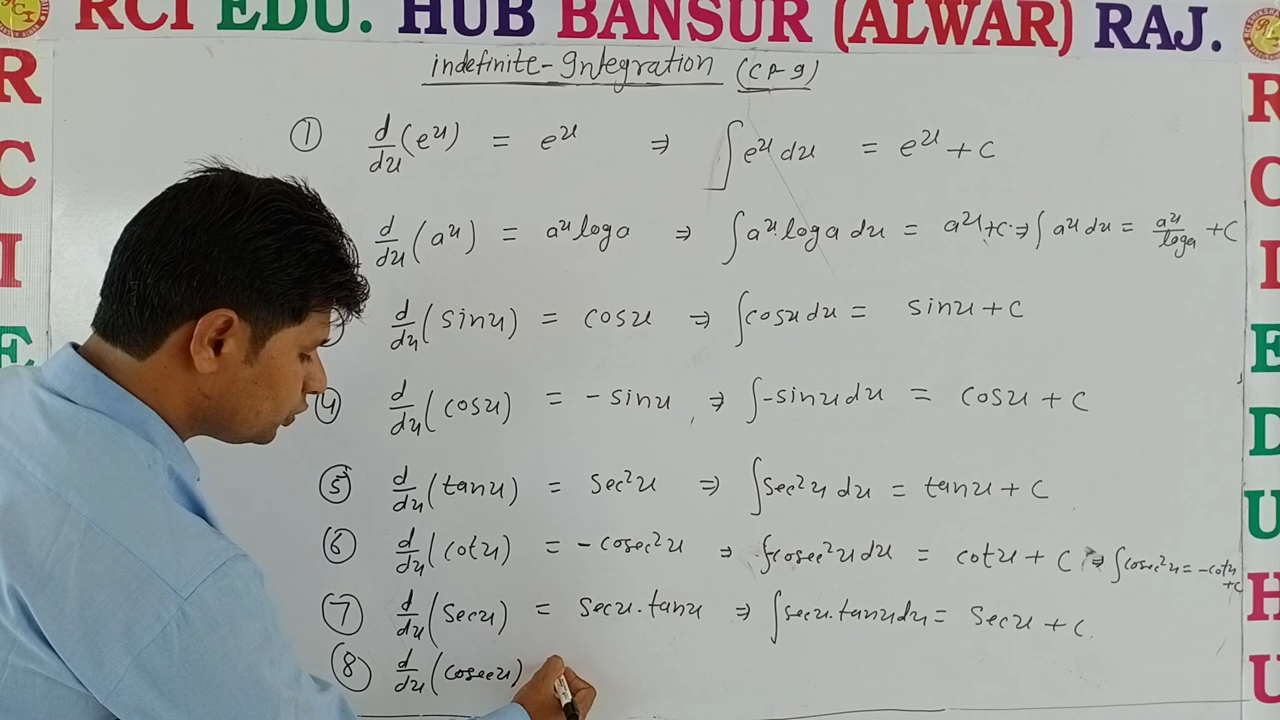 RCI EDU. HUB BANSUR (ALWAR) RAJ.
R
C
I
E
R
C
I
E
D
U
H
U
indefinite-Integration (CP-9)
① d/dx(e^x) = e^x ⇒ ∫e^x dx = e^x + C
d/dx(a^x) = a^x log a ⇒ ∫a^x. log a dx = a^x + C. ⇒ ∫a^x dx = a^x/log a + C
d/dx(sinx) = cosx ⇒ ∫cosx dx = sinx + C
④ d/dx(cosx) = - sinx, ⇒ ∫-sinx dx = cosx + C
⑤ d/dx(tanx) = sec²x ⇒ ∫sec²x dx = tanx + C
⑥ d/dx(cotx) = - cosec²x ⇒ ∫cosec²x dx = cotx + C ⇒ ∫cosec²x = -cotx + C
⑦ d/dx(secx) = secx.tanx ⇒ ∫secx.tanx dx = secx + C.
⑧ d/dx(cosecx)